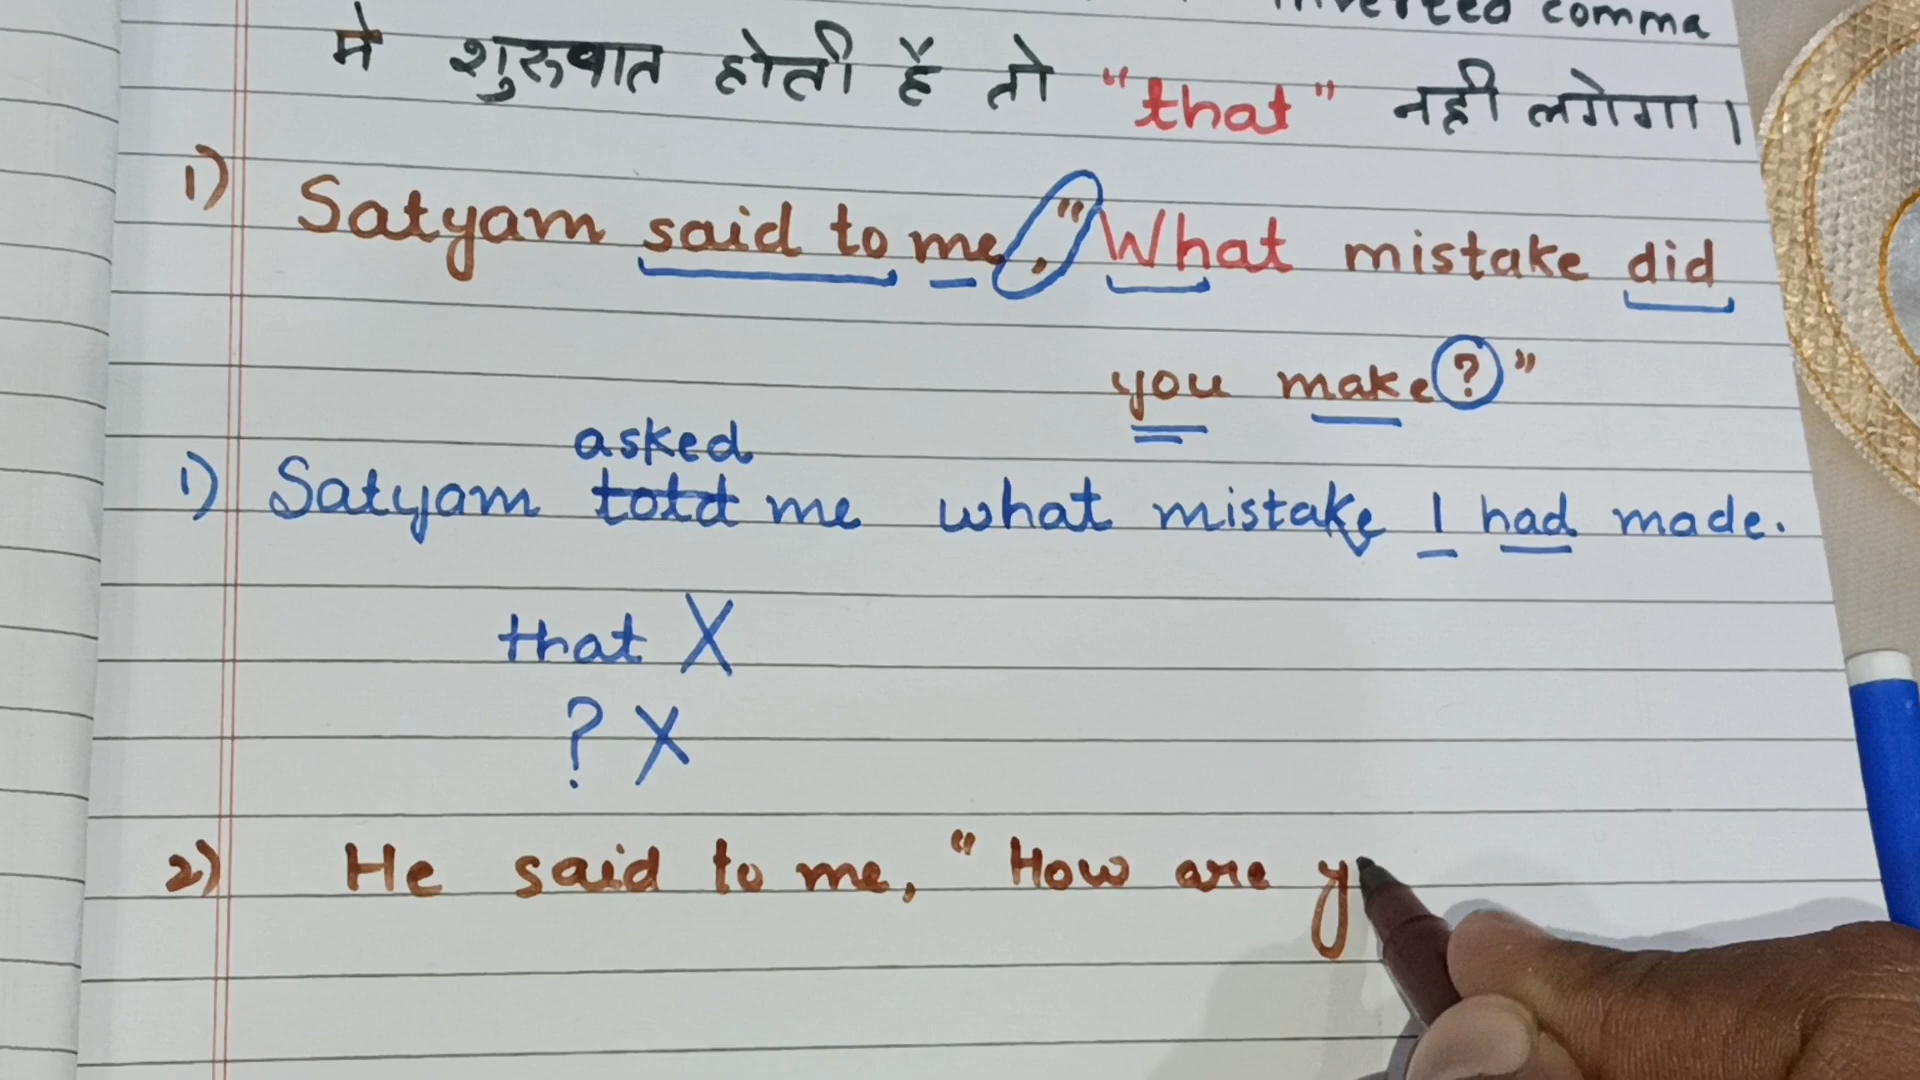 inverted comma
मे शुरुवात होती है तो "that" नही लगेगा।
1) Satyam said to me, "What mistake did
you make?"
asked
1) Satyam told me what mistake I had made.
that X
? X
2) He said to me, "How are y